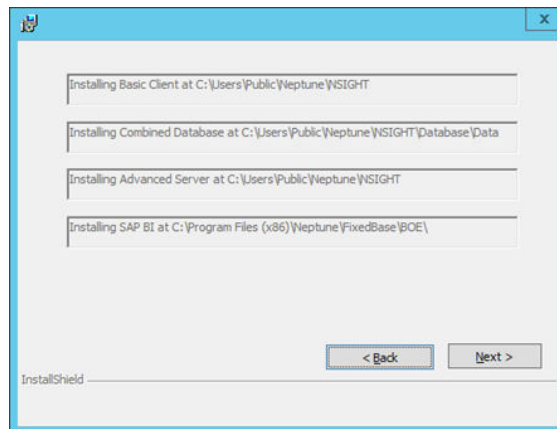 x
Installing Basic Client at C:\Users\Public\Neptune\NSIGHT
Installing Combined Database at C:\Users\Public\Neptune\NSIGHT\Database\Data
Installing Advanced Server at C:\Users\Public\Neptune\NSIGHT
Installing SAP BI at C:\Program Files (x86)\Neptune\FixedBase\BOE\
< Back
Next >
InstallShield